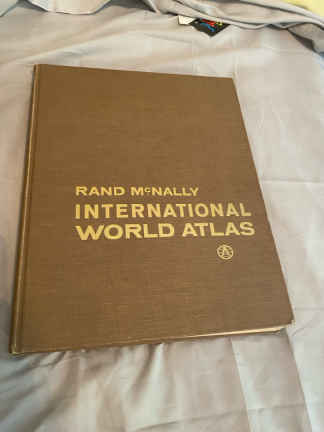 RAND McNALLY
INTERNATIONAL
WORLD ATLAS